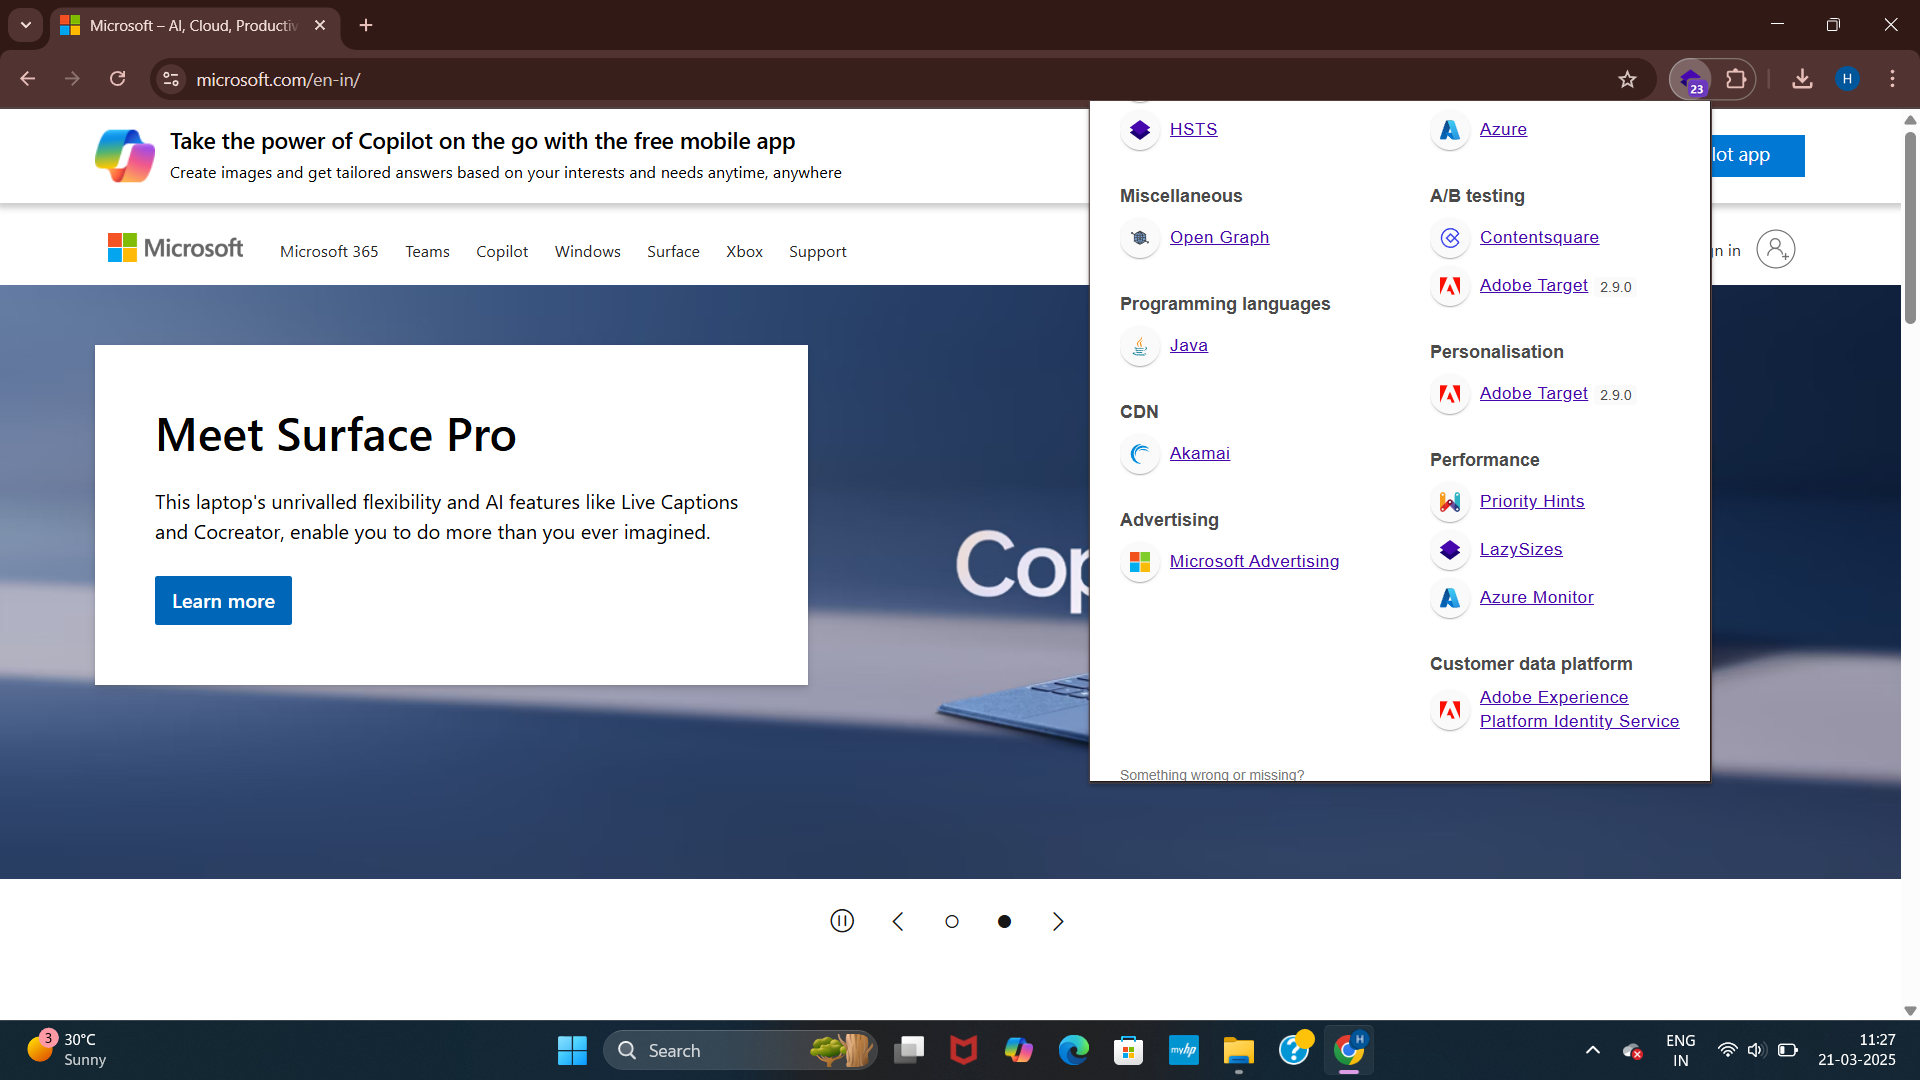 Microsoft – AI, Cloud, Productiv
microsoft.com/en-in/
23
H
Take the power of Copilot on the go with the free mobile app
Create images and get tailored answers based on your interests and needs anytime, anywhere
lot app
Microsoft
Microsoft 365
Teams
Copilot
Windows
Surface
Xbox
Support
n in
Meet Surface Pro
This laptop's unrivalled flexibility and AI features like Live Captions
and Cocreator, enable you to do more than you ever imagined.
Learn more
Cop
HSTS
Miscellaneous
Open Graph
Programming languages
Java
CDN
Akamai
Advertising
Microsoft Advertising
Azure
A/B testing
Contentsquare
Adobe Target 2.9.0
Personalisation
Adobe Target 2.9.0
Performance
Priority Hints
LazySizes
Azure Monitor
Customer data platform
Adobe Experience
Platform Identity Service
Something wrong or missing?
3
30°C
Sunny
Search
myhp
H
ENG
IN
11:27
21-03-2025